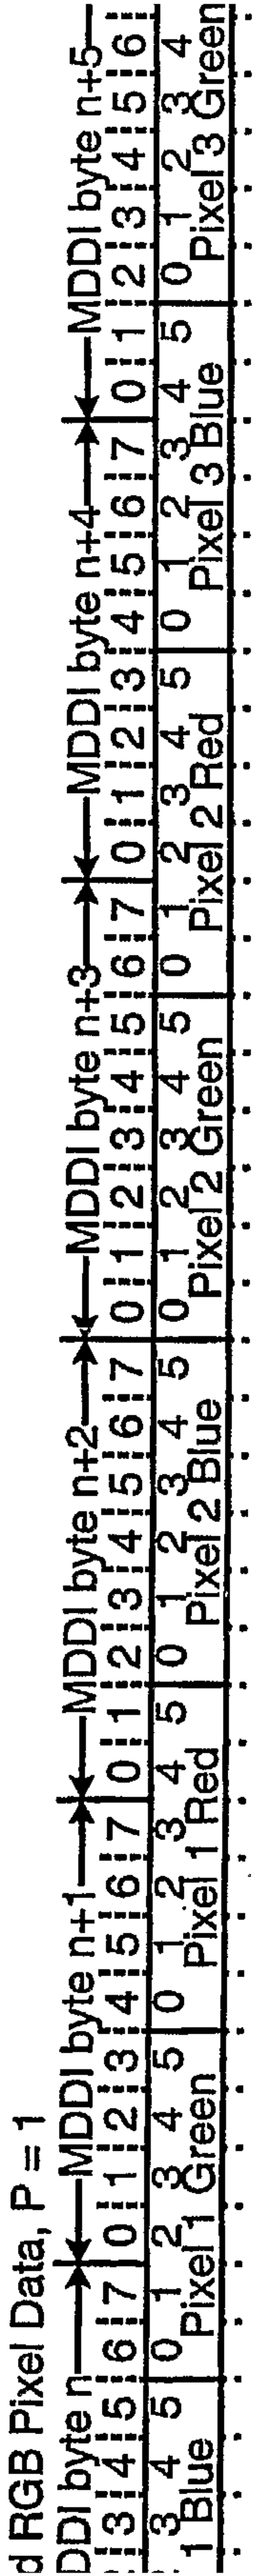 d RGB Pixel Data, P = 1
DDI byte n MDDI byte n+1 MDDI byte n+2 MDDI byte n+3 MDDI byte n+4 MDDI byte n+5
3 4 5 6 7 0 1 2 3 4 5 6 7 0 1 2 3 4 5 6 7 0 1 2 3 4 5 6 7 0 1 2 3 4 5 6 7 0 1 2 3 4 5 6
3 4 5 0 1 2 3 4 5 0 1 2 3 4 5 0 1 2 3 4 5 0 1 2 3 4 5 0 1 2 3 4 5 0 1 2 3 4 5 0 1 2 3 4
1 Blue Pixel 1 Green Pixel 1 Red Pixel 2 Blue Pixel 2 Green Pixel 2 Red Pixel 3 Blue Pixel 3 Green